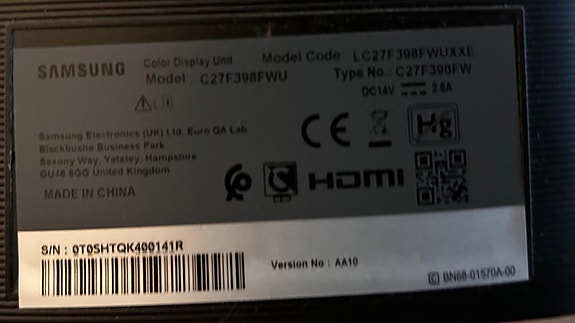 SAMSUNG
Color Display Unit
Model Code : LC27F398FWUXXE
Model : C27F398FWU
Type No. : C27F398FW
DC14V ⎓ 2.6A
Samsung Electronics (UK) Ltd, Euro QA Lab.
Blackbushe Business Park
Saxony Way, Yateley, Hampshire
GU46 6GG United Kingdom
MADE IN CHINA
CE
Hg
HDMI
S/N : 0T0SHTQK400141R
Version No : AA10
BN68-01570A-00